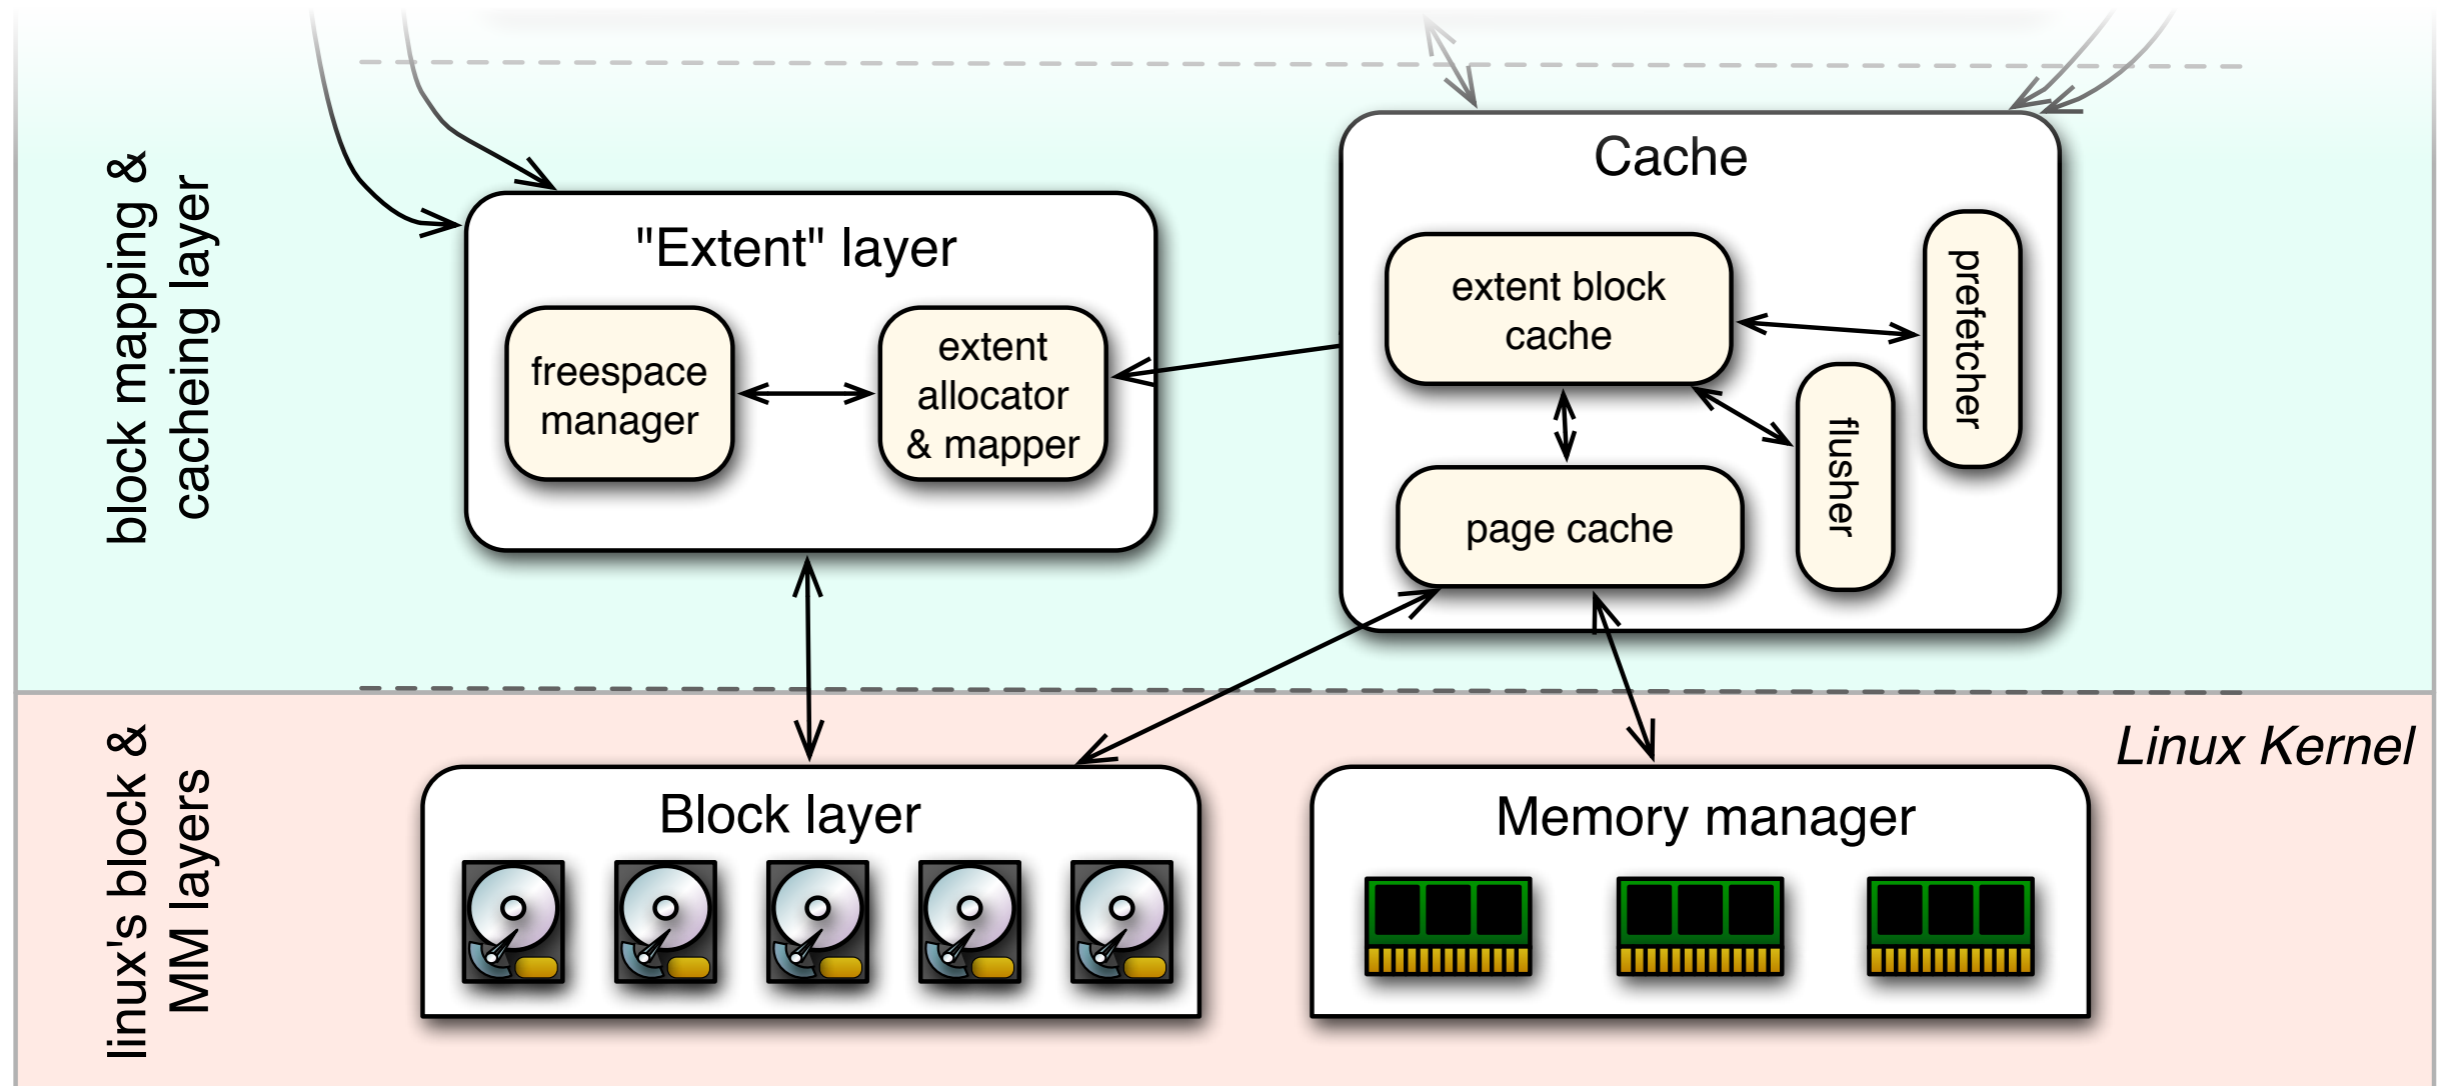 block mapping &
cacheing layer
"Extent" layer
freespace
manager
extent
allocator
& mapper
Cache
extent block
cache
prefetcher
flusher
page cache
linux's block &
MM layers
Linux Kernel
Block layer
Memory manager